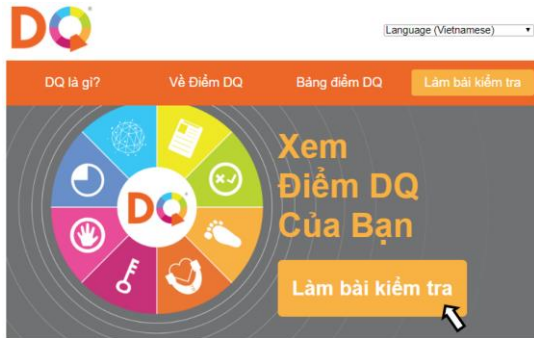 DQ
Language (Vietnamese)
DQ là gì?
Về Điểm DQ
Bảng điểm DQ
Làm bài kiểm tra
DQ
Xem
Điểm DQ
Của Bạn
Làm bài kiểm tra